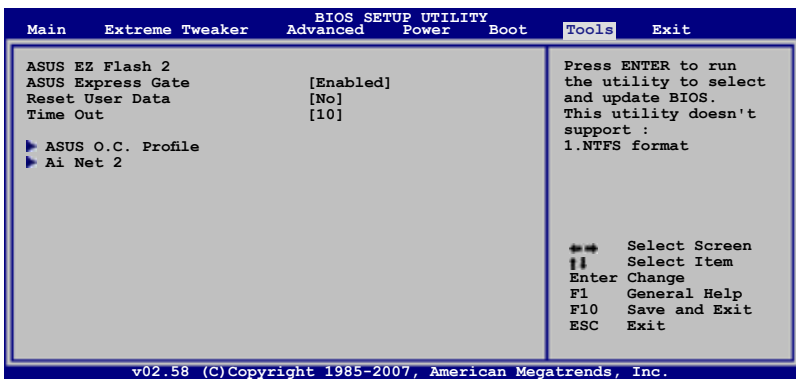 BIOS SETUP UTILITY
Main Extreme Tweaker Advanced Power Boot Tools Exit
ASUS EZ Flash 2
ASUS Express Gate [Enabled]
Reset User Data [No]
Time Out [10]
ASUS O.C. Profile
Ai Net 2
Press ENTER to run
the utility to select
and update BIOS.
This utility doesn't
support :
1.NTFS format
Select Screen
Select Item
Enter Change
F1 General Help
F10 Save and Exit
ESC Exit
v02.58 (C)Copyright 1985-2007, American Megatrends, Inc.